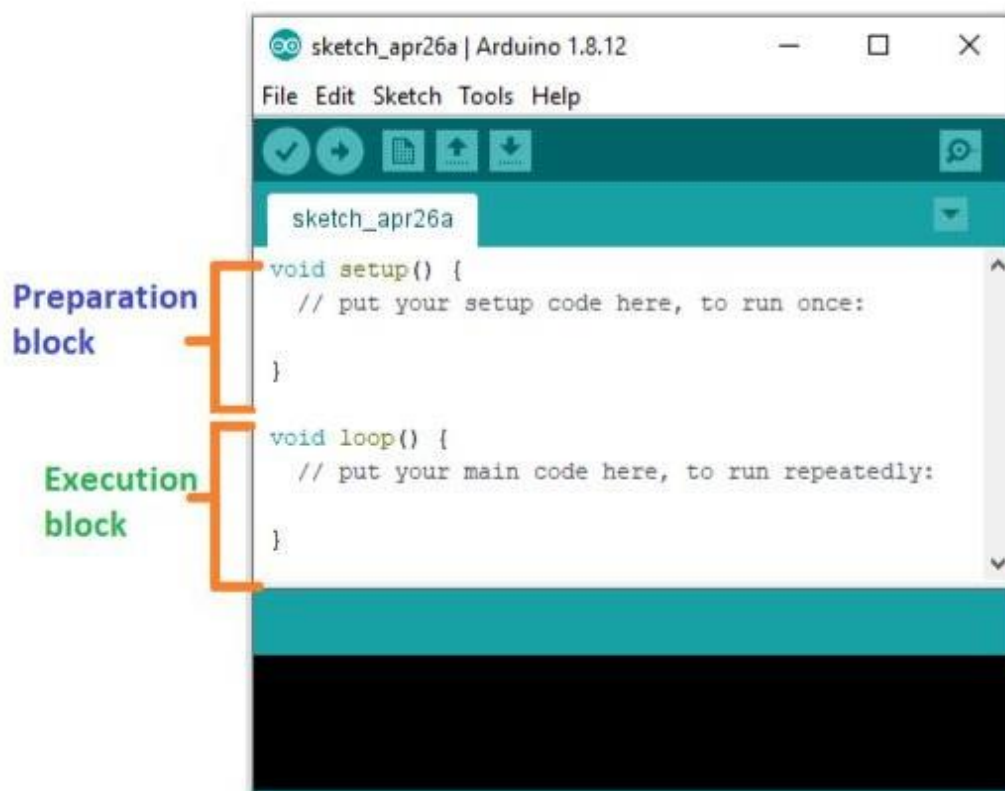 sketch_apr26a | Arduino 1.8.12
File Edit Sketch Tools Help
sketch_apr26a
Preparation
block
void setup() {
  // put your setup code here, to run once:
}
Execution
block
void loop() {
  // put your main code here, to run repeatedly:
}